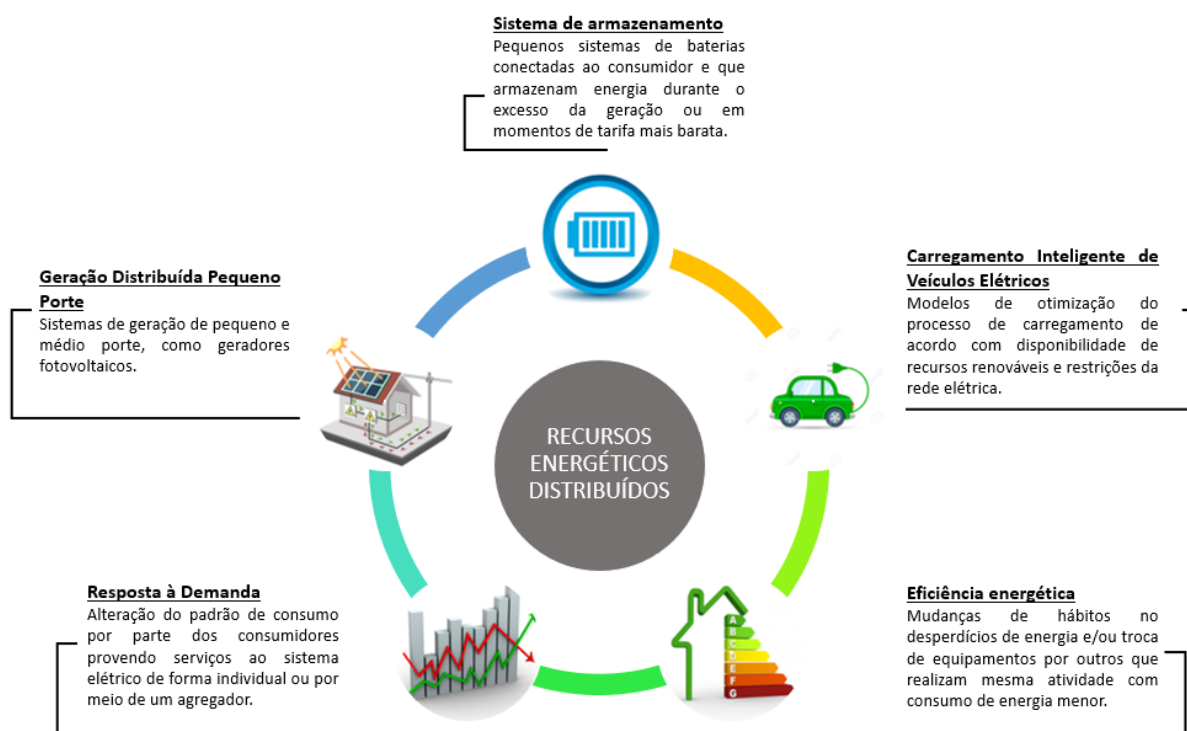 Sistema de armazenamento
Pequenos sistemas de baterias
conectadas ao consumidor e que
armazenam energia durante o
excesso da geração ou em
momentos de tarifa mais barata.
Geração Distribuída Pequeno
Porte
Sistemas de geração de pequeno e
médio porte, como geradores
fotovoltaicos.
Carregamento Inteligente de
Veículos Elétricos
Modelos de otimização do
processo de carregamento de
acordo com disponibilidade de
recursos renováveis e restrições da
rede elétrica.
RECURSOS
ENERGÉTICOS
DISTRIBUÍDOS
Resposta à Demanda
Alteração do padrão de consumo
por parte dos consumidores
provendo serviços ao sistema
elétrico de forma individual ou por
meio de um agregador.
A
B
C
D
E
F
G
Eficiência energética
Mudanças de hábitos no
desperdícios de energia e/ou troca
de equipamentos por outros que
realizam mesma atividade com
consumo de energia menor.